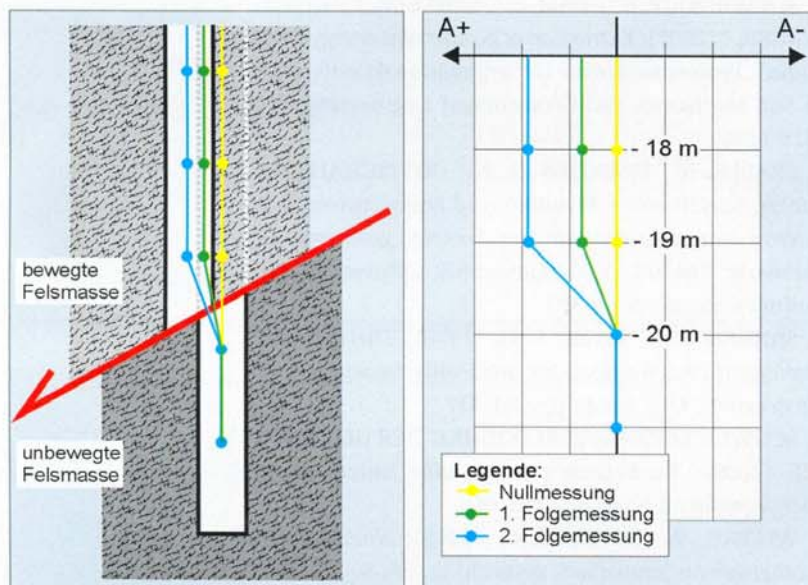 bewegte
Felsmasse
unbewegte
Felsmasse
A+
A-
- 18 m
- 19 m
- 20 m
Legende:
Nullmessung
1. Folgemessung
2. Folgemessung